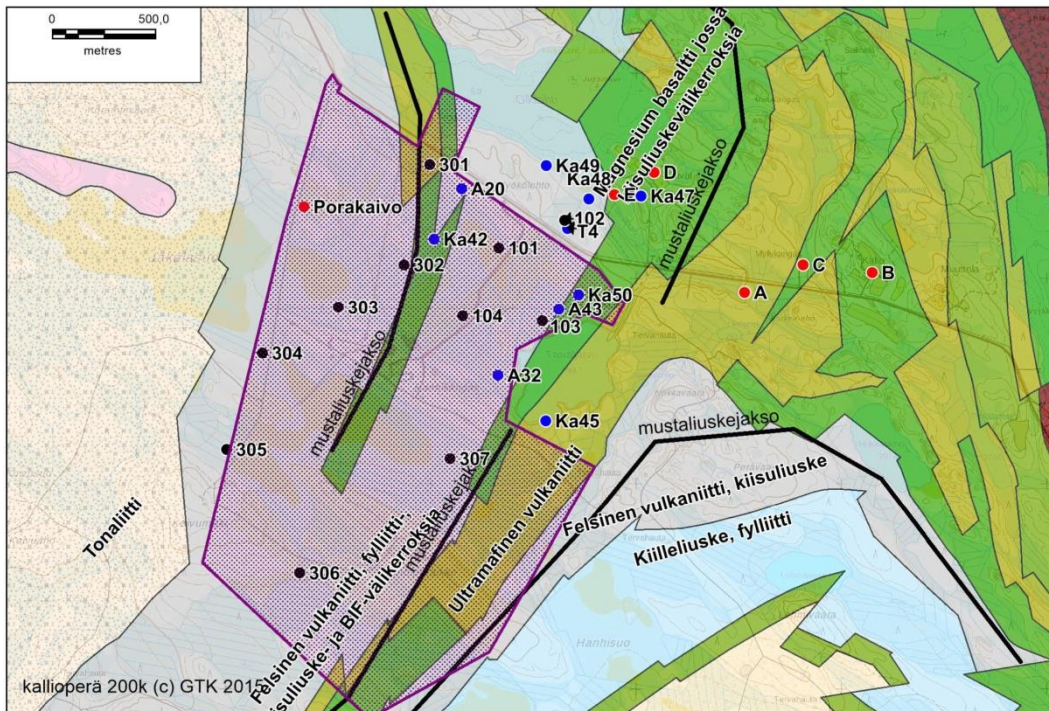 0 500,0
metres
Magnesium basaltti jossa
kiisuliuskevälikerroksia
mustaliuskejakso
301
A20
Ka49
Ka48
D
E
Ka47
Porakaivo
102
T4
Ka42
101
302
C
B
A
303
Ka50
A43
104
103
304
mustaliuskejakso
A32
Ka45
mustaliuskejakso
305
307
mustaliuskejakso
Felsinen vulkaniitti, kiisuliuske
Kiilleliuske, fylliitti
Tonaliitti
Ultramafinen vulkaniitti
306
Felsinen vulkaniitti, fylliitti-,
kiisuliuske- ja BIF-välikerroksia
Hanhisuo
kallioperä 200k (c) GTK 2015